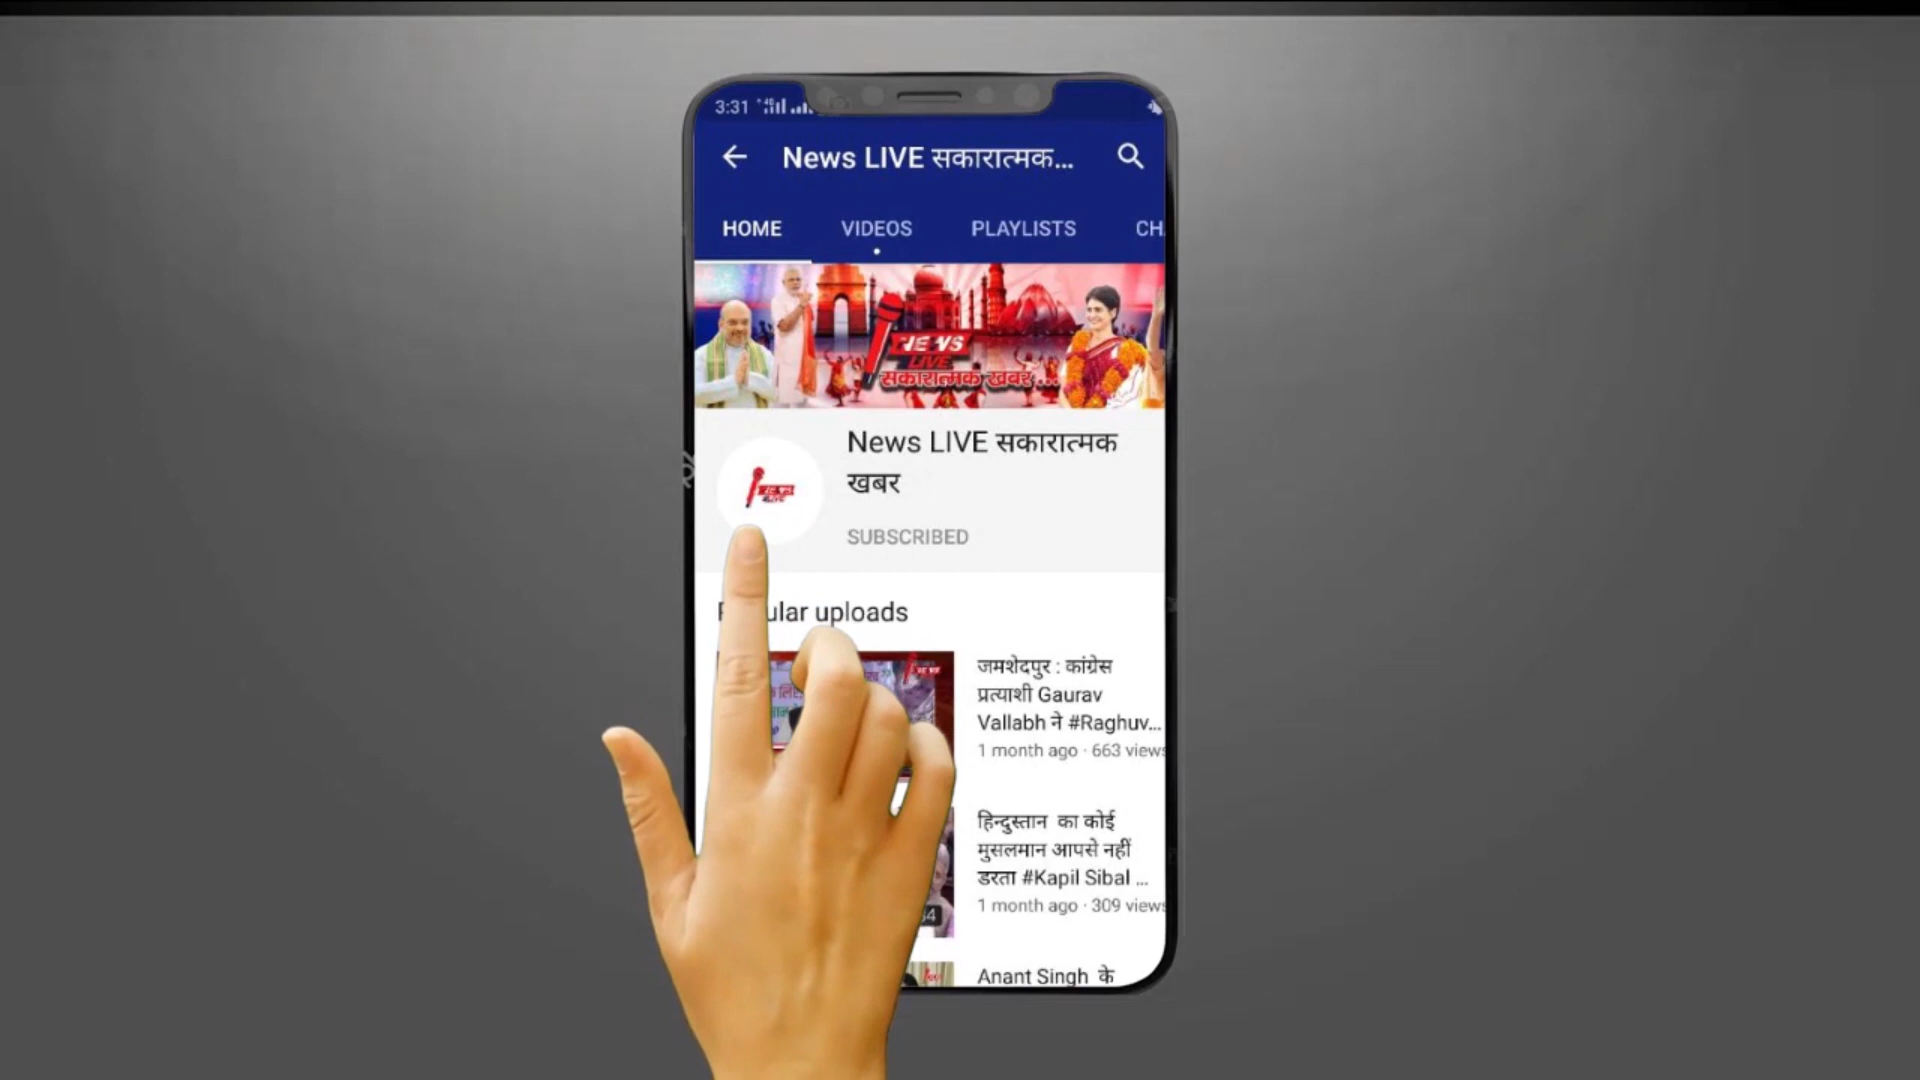 3:31
News LIVE सकारात्मक...
HOME VIDEOS PLAYLISTS CH
NEWS
LIVE
सकारात्मक खबर...
News LIVE सकारात्मक
खबर
SUBSCRIBED
ular uploads
जमशेदपुर : कांग्रेस
प्रत्याशी Gaurav
Vallabh ने #Raghuv...
1 month ago · 663 views
हिन्दुस्तान का कोई
मुसलमान आपसे नहीं
डरता #Kapil Sibal ...
1 month ago · 309 views
Anant Singh के